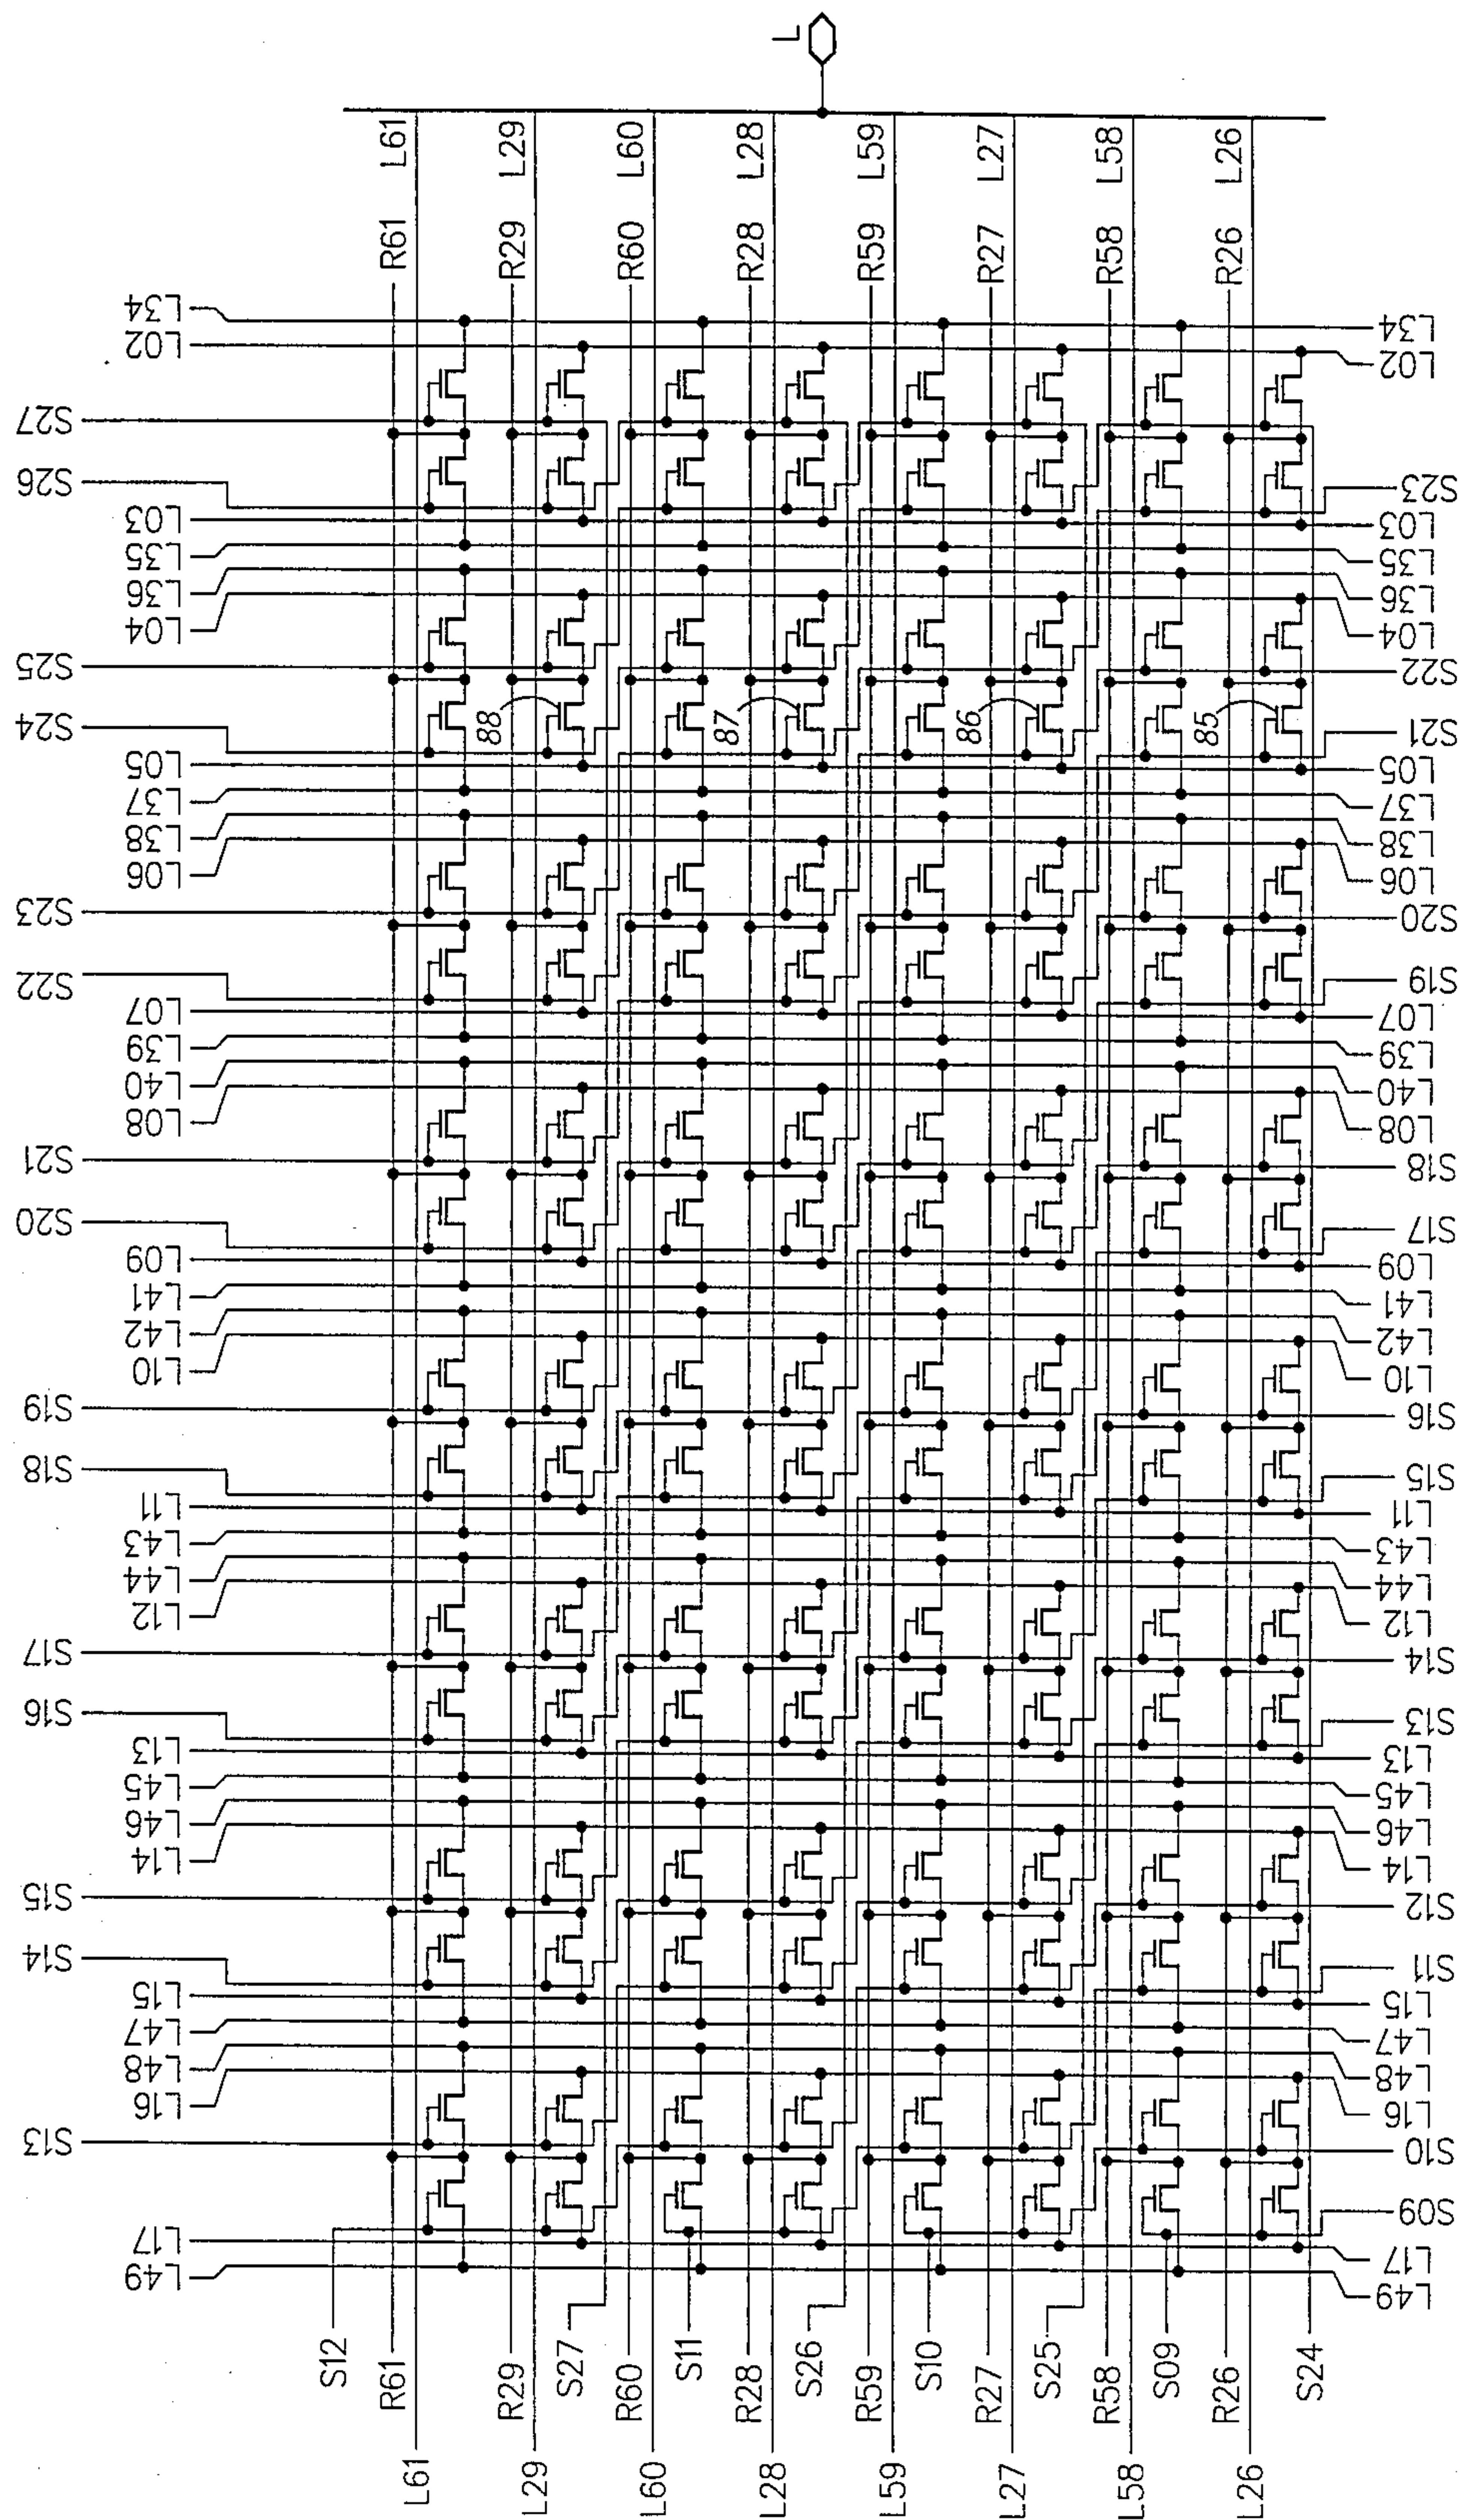 L
L61
L29
L60
L28
L59
L27
L58
L26
R61
R29
R60
R28
R59
R27
R58
R26
L34
L02
S27
S26
L03
L35
L36
L04
S25
S24
L05
L37
L38
L06
S23
S22
L07
L39
L40
L08
S21
S20
L09
L41
L42
L10
S19
S18
L11
L43
L44
L12
S17
S16
L13
L45
L46
L14
S15
S14
L15
L47
L48
L16
S13
L17
L49
88
87
86
85
L34
L02
S23
L03
L35
L36
L04
S22
S21
L05
L37
L38
L06
S20
S19
L07
L39
L40
L08
S18
S17
L09
L41
L42
L10
S16
S15
L11
L43
L44
L12
S14
S13
L13
L45
L46
L14
S12
S11
L15
L47
L48
L16
S10
S09
L17
L49
S12
R61
R29
S27
R60
S11
R28
S26
R59
S10
R27
S25
R58
S09
R26
S24
L61
L29
L60
L28
L59
L27
L58
L26